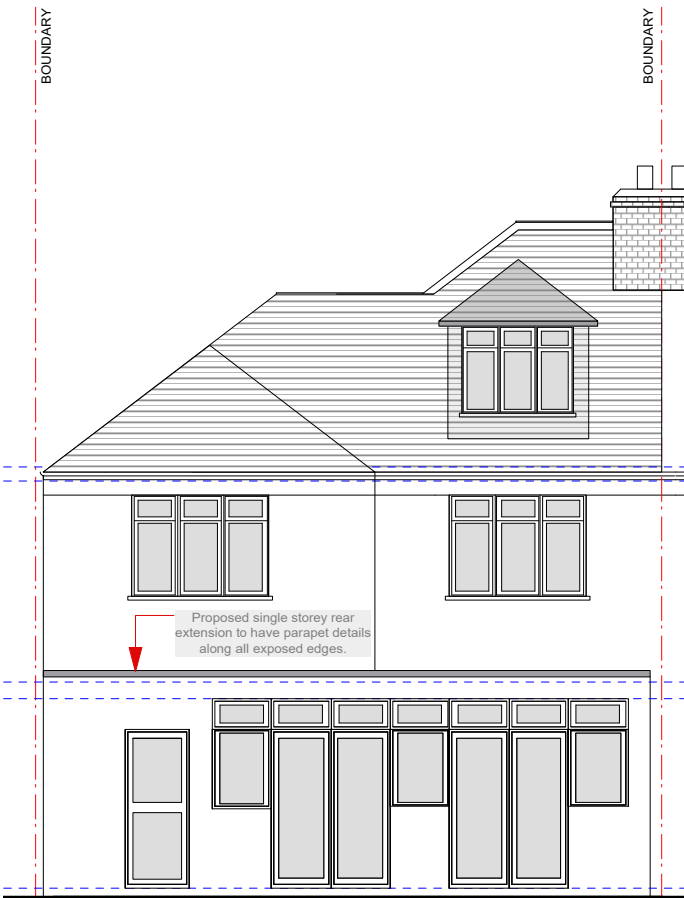 BOUNDARY
BOUNDARY
Proposed single storey rear
extension to have parapet details
along all exposed edges.